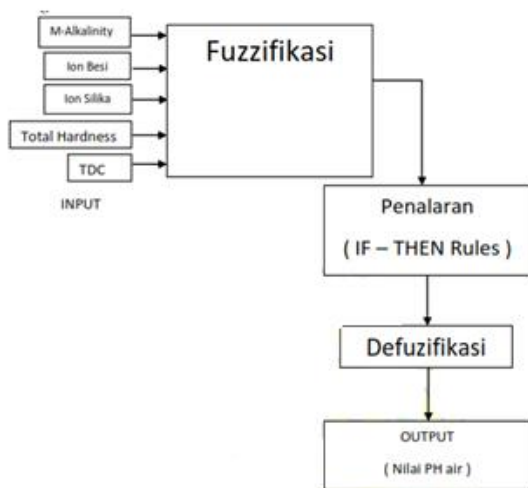 M-Alkalinity
Ion Besi
Ion Silika
Total Hardness
TDC
INPUT
Fuzzifikasi
Penalaran
( IF – THEN Rules )
Defuzifikasi
OUTPUT
( Nilai PH air )